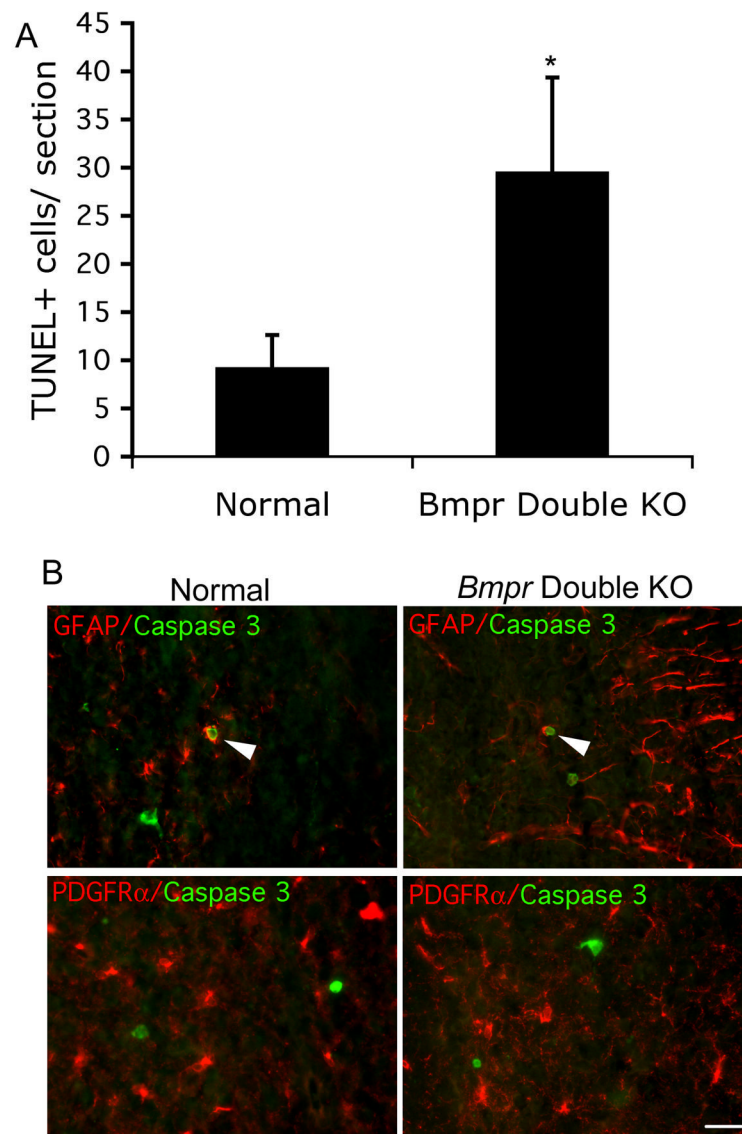 A
TUNEL+ cells/ section
45
40
35
30
25
20
15
10
5
0
*
Normal
Bmpr Double KO
B
Normal
Bmpr Double KO
GFAP/Caspase 3
GFAP/Caspase 3
PDGFRα/Caspase 3
PDGFRα/Caspase 3